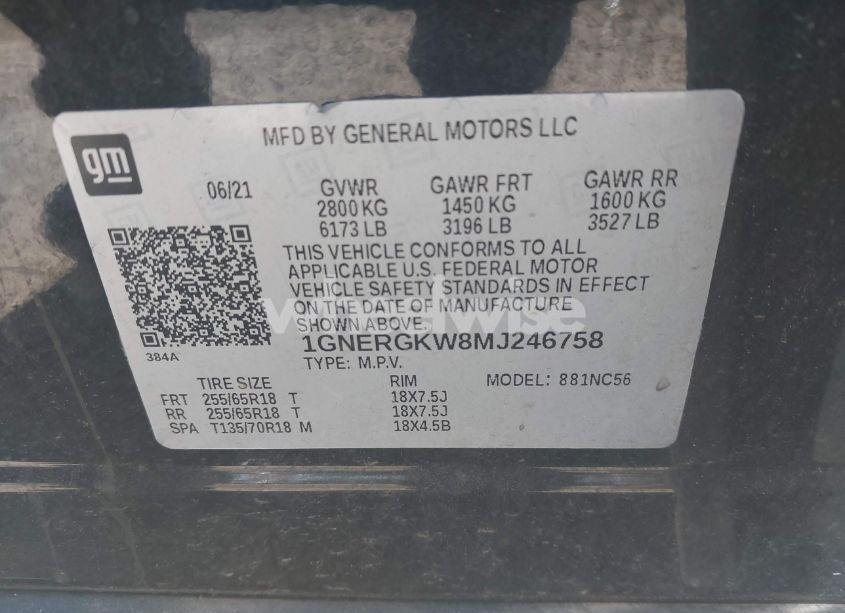 gm
MFD BY GENERAL MOTORS LLC
06/21
GVWR GAWR FRT GAWR RR
2800 KG 1450 KG 1600 KG
6173 LB 3196 LB 3527 LB
THIS VEHICLE CONFORMS TO ALL
APPLICABLE U.S. FEDERAL MOTOR
VEHICLE SAFETY STANDARDS IN EFFECT
ON THE DATE OF MANUFACTURE
SHOWN ABOVE.
384A
1GNERGKW8MJ246758
TYPE: M.P.V.
TIRE SIZE RIM MODEL: 881NC56
FRT 255/65R18 T 18X7.5J
RR 255/65R18 T 18X7.5J
SPA T135/70R18 M 18X4.5B